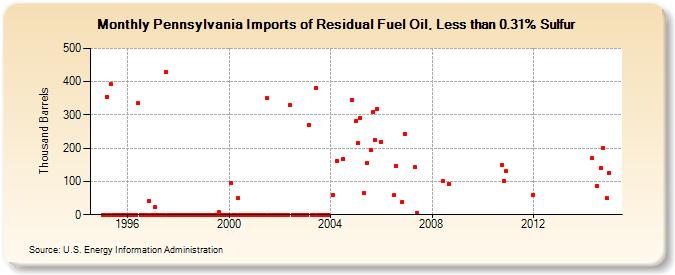 Monthly Pennsylvania Imports of Residual Fuel Oil, Less than 0.31% Sulfur
Thousand Barrels
500
400
300
200
100
0
1996 2000 2004 2008 2012
Source: U.S. Energy Information Administration